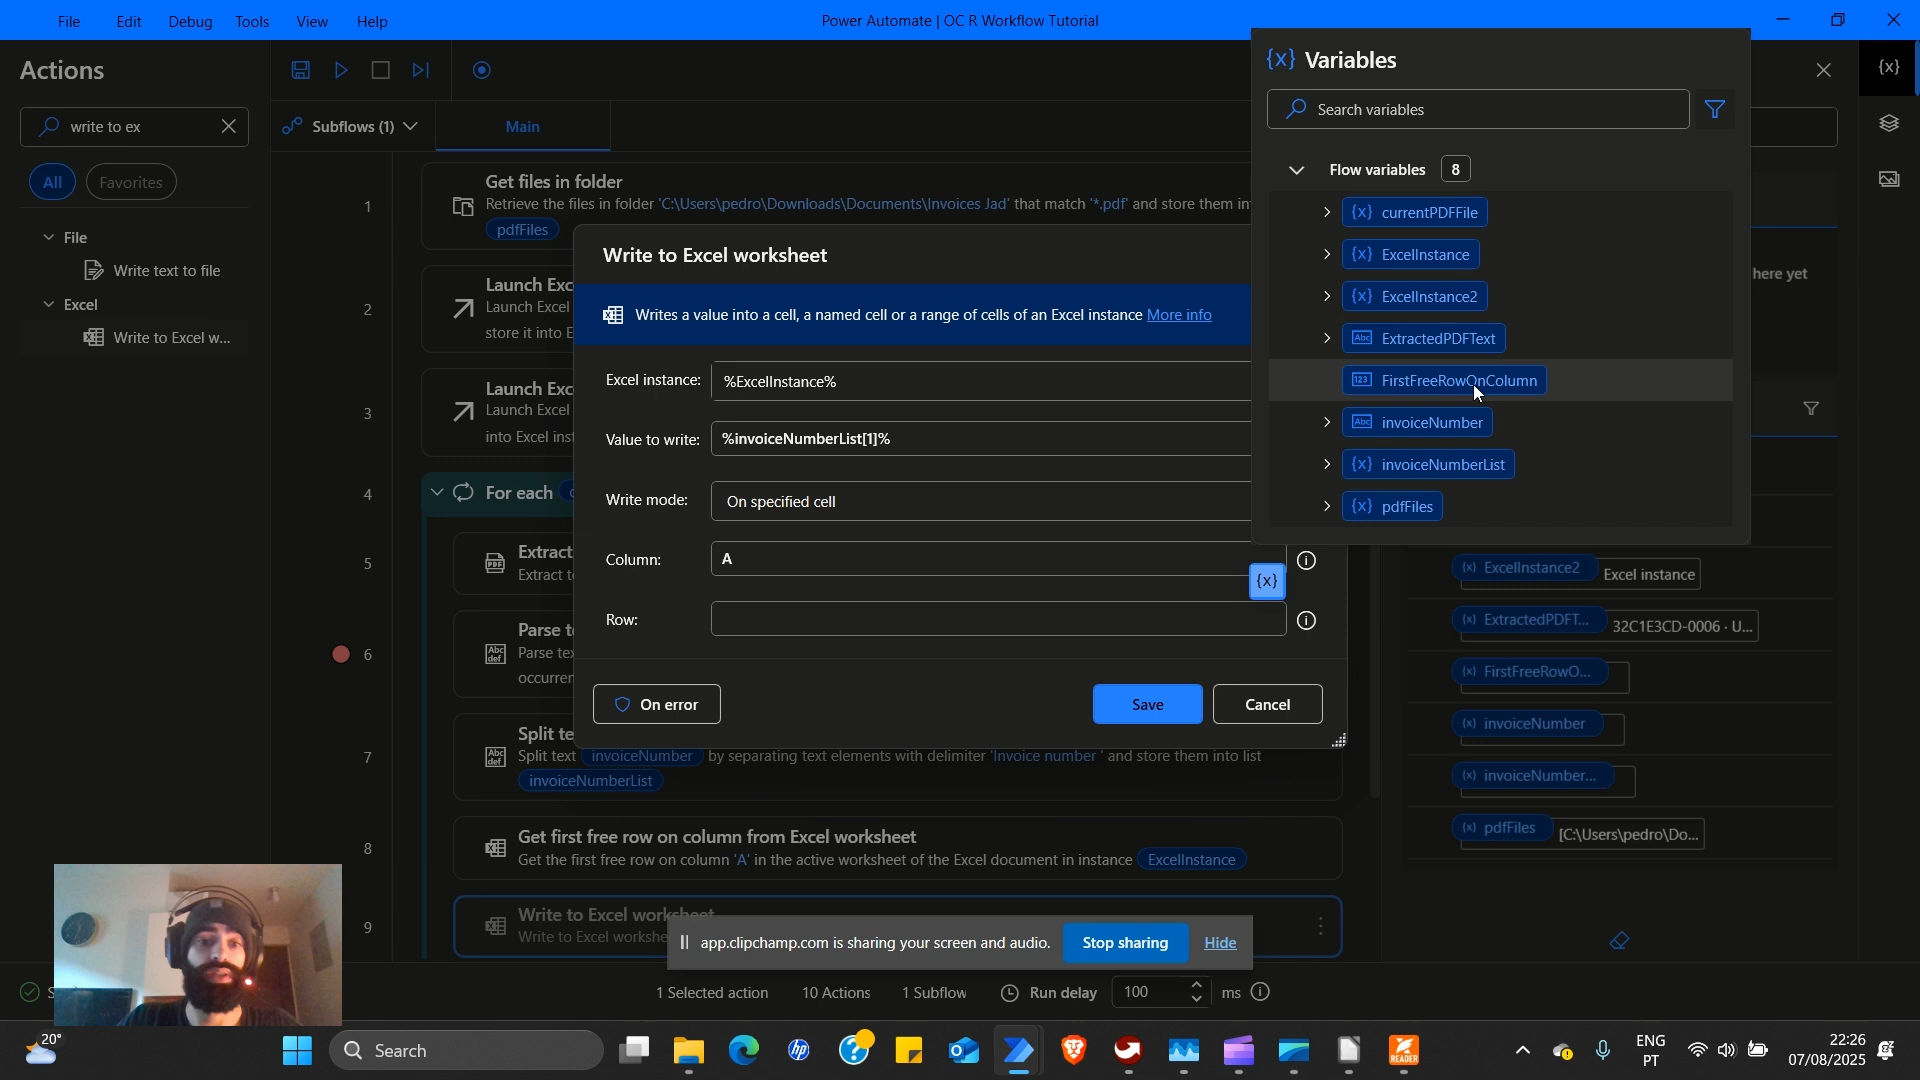 File Edit Debug Tools View Help
Power Automate | OC R Workflow Tutorial
Actions
write to ex
All Favorites
File
Write text to file
Excel
Write to Excel w...
Subflows (1) Main
1
Get files in folder
Retrieve the files in folder 'C:\Users\pedro\Downloads\Documents\Invoices Jad' that match '*.pdf' and store them in
pdfFiles
2
Launch Exc
Launch Excel
store it into E
3
Launch Exc
Launch Excel
into Excel inst
4
For each
5
Extract
Extract t
6
Parse t
Parse tex
occurren
7
Split te
Split text invoiceNumber by separating text elements with delimiter 'Invoice number ' and store them into list
invoiceNumberList
8
Get first free row on column from Excel worksheet
Get the first free row on column 'A' in the active worksheet of the Excel document in instance ExcelInstance
9
Write to Excel worksheet
Write to Excel workshe
Write to Excel worksheet
Writes a value into a cell, a named cell or a range of cells of an Excel instance More info
Excel instance: %ExcelInstance%
Value to write: %invoiceNumberList[1]%
Write mode: On specified cell
Column: A
{x}
Row:
On error Save Cancel
{x} Variables
Search variables
Flow variables 8
{x} currentPDFFile
{x} ExcelInstance
{x} ExcelInstance2
Abc ExtractedPDFText
123 FirstFreeRowOnColumn
Abc invoiceNumber
{x} invoiceNumberList
{x} pdfFiles
{x}
here yet
(x) ExcelInstance2 Excel instance
(x) ExtractedPDFT... 32C1E3CD-0006 · U...
(x) FirstFreeRowO...
(x) invoiceNumber
(x) invoiceNumber...
(x) pdfFiles [C:\Users\pedro\Do...
app.clipchamp.com is sharing your screen and audio. Stop sharing Hide
S
1 Selected action 10 Actions 1 Subflow Run delay 100 ms
20°
Search
hp
READER
ENG
PT
22:26
07/08/2025